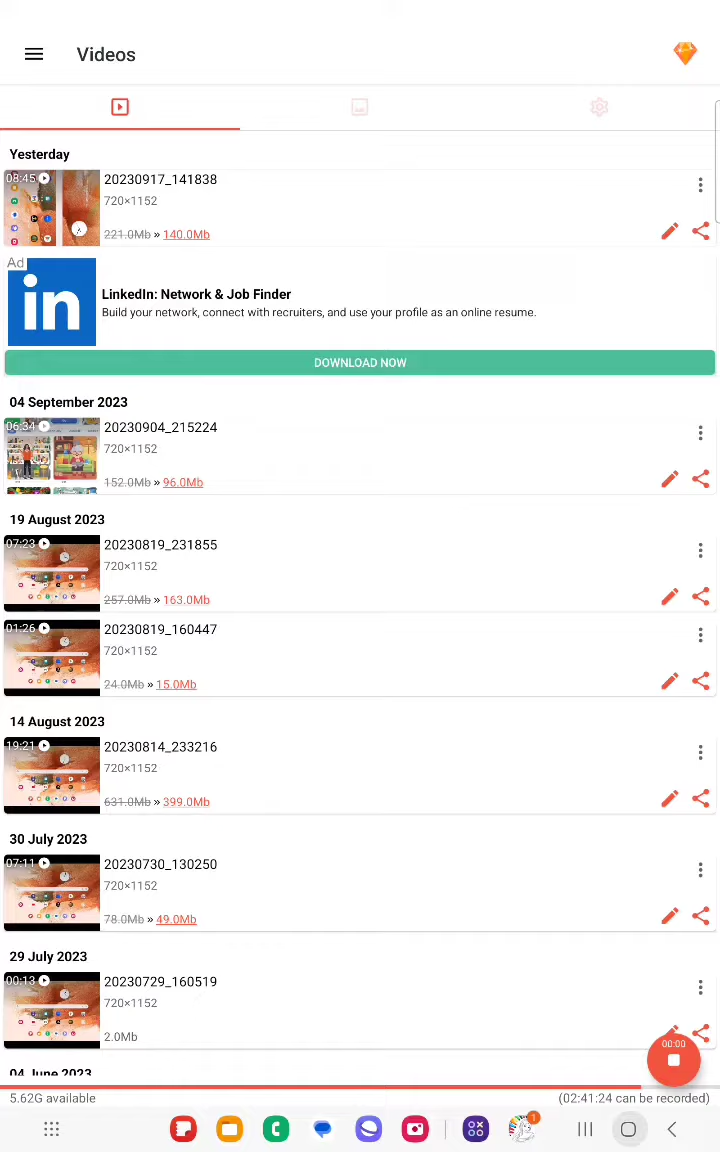 Videos
Yesterday
08:45
20230917_141838
720×1152
221.0Mb » 140.0Mb
Ad
in
LinkedIn: Network & Job Finder
Build your network, connect with recruiters, and use your profile as an online resume.
DOWNLOAD NOW
04 September 2023
06:34
20230904_215224
720×1152
152.0Mb » 96.0Mb
19 August 2023
07:23
20230819_231855
720×1152
257.0Mb » 163.0Mb
01:26
20230819_160447
720×1152
24.0Mb » 15.0Mb
14 August 2023
19:21
20230814_233216
720×1152
631.0Mb » 399.0Mb
30 July 2023
07:11
20230730_130250
720×1152
78.0Mb » 49.0Mb
29 July 2023
00:13
20230729_160519
720×1152
2.0Mb
00:00
04 June 2023
5.62G available
(02:41:24 can be recorded)
1